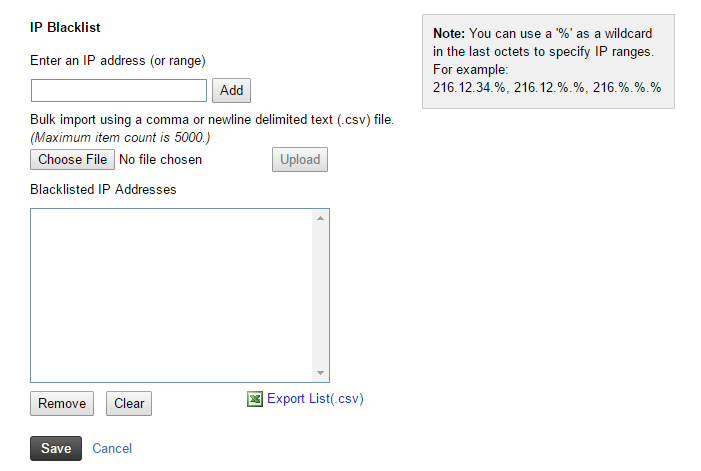 IP Blacklist
Enter an IP address (or range)
Add
Bulk import using a comma or newline delimited text (.csv) file.
(Maximum item count is 5000.)
Choose File No file chosen Upload
Blacklisted IP Addresses
Remove Clear Export List(.csv)
Save Cancel
Note: You can use a '%' as a wildcard
in the last octets to specify IP ranges.
For example:
216.12.34.%, 216.12.%.%, 216.%.%.%